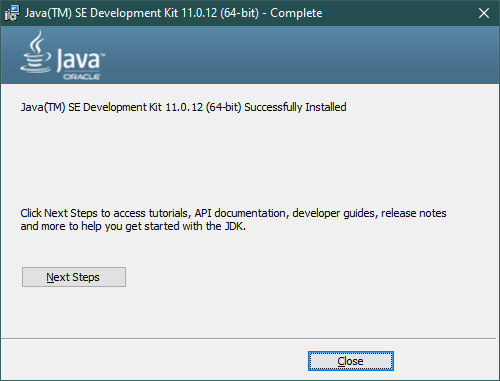 Java(TM) SE Development Kit 11.0.12 (64-bit) - Complete
Java™
ORACLE
Java(TM) SE Development Kit 11.0.12 (64-bit) Successfully Installed
Click Next Steps to access tutorials, API documentation, developer guides, release notes
and more to help you get started with the JDK.
Next Steps
Close